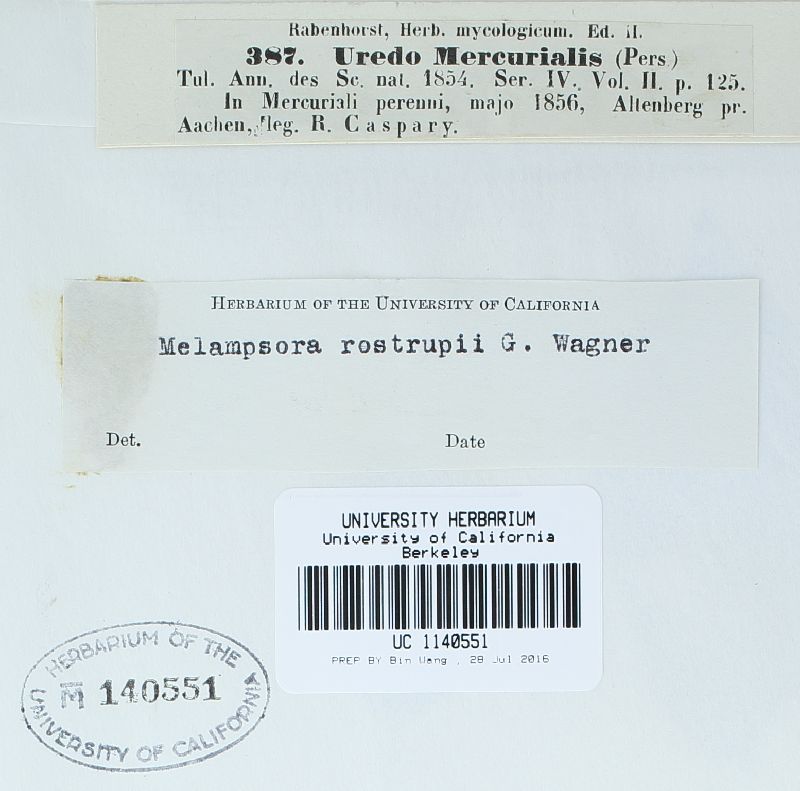 Rabenhorst, Herb. mycologicum. Ed. II.
387. Uredo Mercurialis (Pers.)
Tul. Ann. des Sc. nat. 1854. Ser. IV. Vol. II. p. 125.
In Mercuriali perenni, majo 1856, Altenberg pr.
Aachen, leg. R. Caspary.
HERBARIUM OF THE UNIVERSITY OF CALIFORNIA
Melampsora rostrupii G. Wagner
Det. Date
UNIVERSITY HERBARIUM
University of California
Berkeley
UC 1140551
PREP BY Bin Wang , 28 Jul 2016
HERBARIUM OF THE
M 140551
UNIVERSITY OF CALIFORNIA